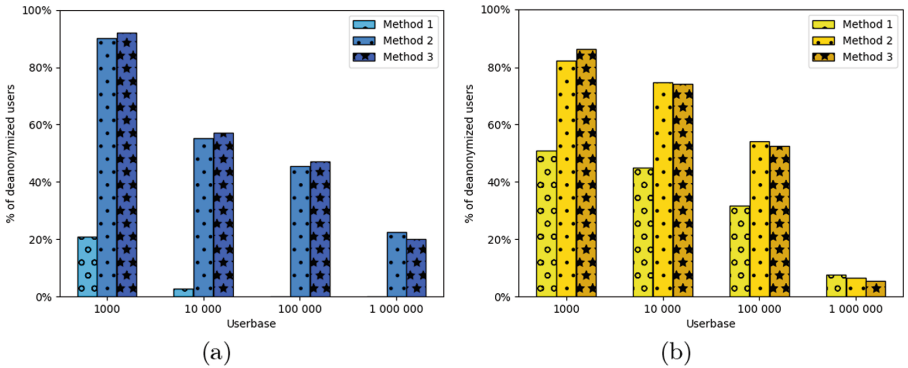 100%
80%
60%
40%
20%
0%
% of deanonymized users
Method 1
Method 2
Method 3
1000
10 000
100 000
1 000 000
Userbase
(a)
100%
80%
60%
40%
20%
0%
% of deanonymized users
Method 1
Method 2
Method 3
1000
10 000
100 000
1 000 000
Userbase
(b)